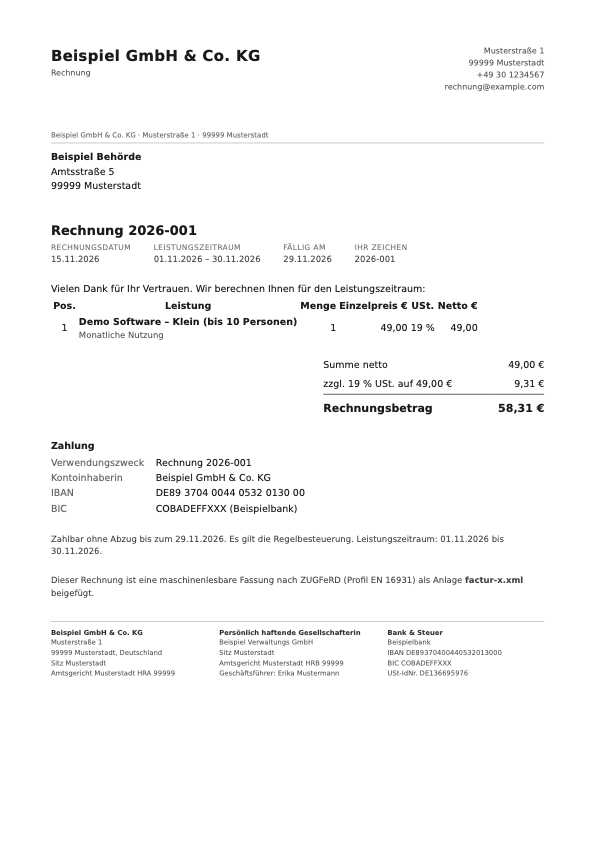 Beispiel GmbH & Co. KG
Rechnung
Musterstraße 1
99999 Musterstadt
+49 30 1234567
rechnung@example.com
Beispiel GmbH & Co. KG · Musterstraße 1 · 99999 Musterstadt
Beispiel Behörde
Amtsstraße 5
99999 Musterstadt
Rechnung 2026-001
RECHNUNGSDATUM LEISTUNGSZEITRAUM FÄLLIG AM IHR ZEICHEN
15.11.2026 01.11.2026 – 30.11.2026 29.11.2026 2026-001
Vielen Dank für Ihr Vertrauen. Wir berechnen Ihnen für den Leistungszeitraum:
Pos. Leistung Menge Einzelpreis € USt. Netto €
1 Demo Software – Klein (bis 10 Personen) 1 49,00 19 % 49,00
Monatliche Nutzung
Summe netto 49,00 €
zzgl. 19 % USt. auf 49,00 € 9,31 €
Rechnungsbetrag 58,31 €
Zahlung
Verwendungszweck Rechnung 2026-001
Kontoinhaberin Beispiel GmbH & Co. KG
IBAN DE89 3704 0044 0532 0130 00
BIC COBADEFFXXX (Beispielbank)
Zahlbar ohne Abzug bis zum 29.11.2026. Es gilt die Regelbesteuerung. Leistungszeitraum: 01.11.2026 bis
30.11.2026.
Dieser Rechnung ist eine maschinenlesbare Fassung nach ZUGFeRD (Profil EN 16931) als Anlage factur-x.xml
beigefügt.
Beispiel GmbH & Co. KG Persönlich haftende Gesellschafterin Bank & Steuer
Musterstraße 1 Beispiel Verwaltungs GmbH Beispielbank
99999 Musterstadt, Deutschland Sitz Musterstadt IBAN DE89370400440532013000
Sitz Musterstadt Amtsgericht Musterstadt HRB 99999 BIC COBADEFFXXX
Amtsgericht Musterstadt HRA 99999 Geschäftsführer: Erika Mustermann USt-IdNr. DE136695976